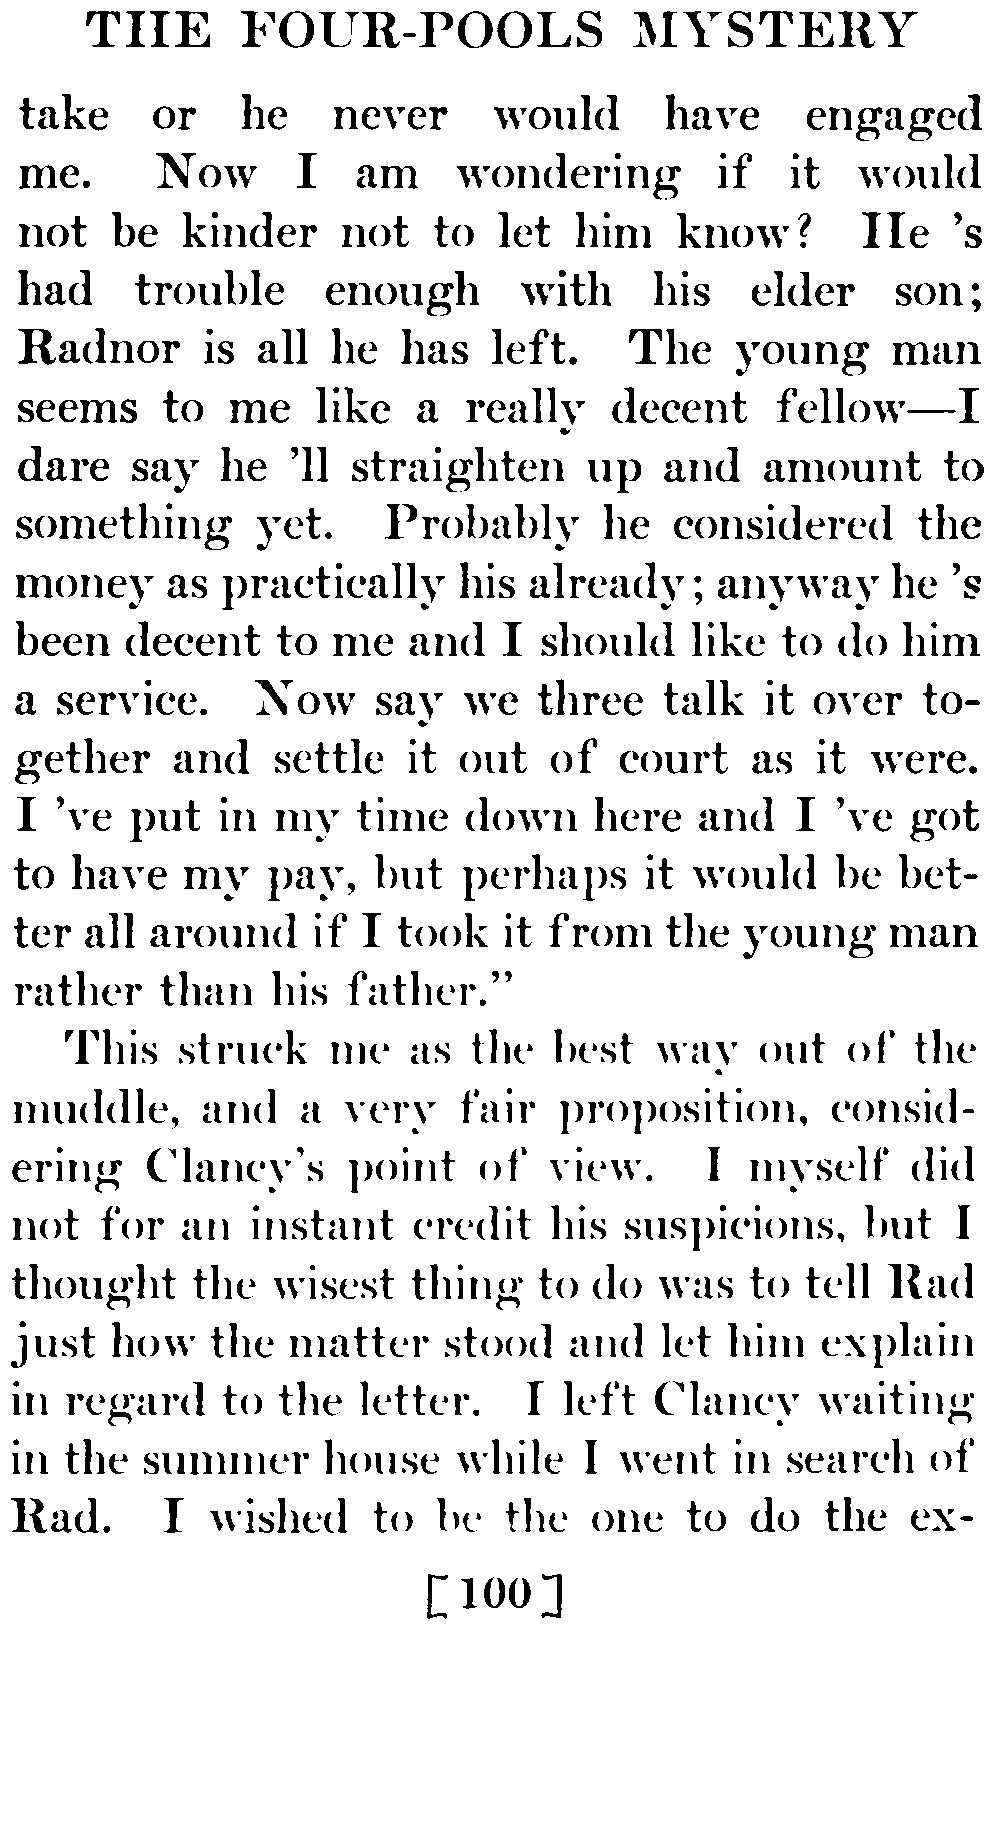 THE FOUR-POOLS MYSTERY
take or he never would have engaged
me. Now I am wondering if it would
not be kinder not to let him know? He 's
had trouble enough with his elder son;
Radnor is all he has left. The young man
seems to me like a really decent fellow—I
dare say he 'll straighten up and amount to
something yet. Probably he considered the
money as practically his already; anyway he 's
been decent to me and I should like to do him
a service. Now say we three talk it over to-
gether and settle it out of court as it were.
I 've put in my time down here and I 've got
to have my pay, but perhaps it would be bet-
ter all around if I took it from the young man
rather than his father.”
This struck me as the best way out of the
muddle, and a very fair proposition, consid-
ering Clancy's point of view. I myself did
not for an instant credit his suspicions, but I
thought the wisest thing to do was to tell Rad
just how the matter stood and let him explain
in regard to the letter. I left Clancy waiting
in the summer house while I went in search of
Rad. I wished to be the one to do the ex-
[100]